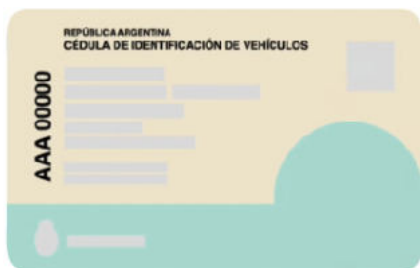 REPÚBLICA ARGENTINA
CÉDULA DE IDENTIFICACIÓN DE VEHÍCULOS
AAA 00000